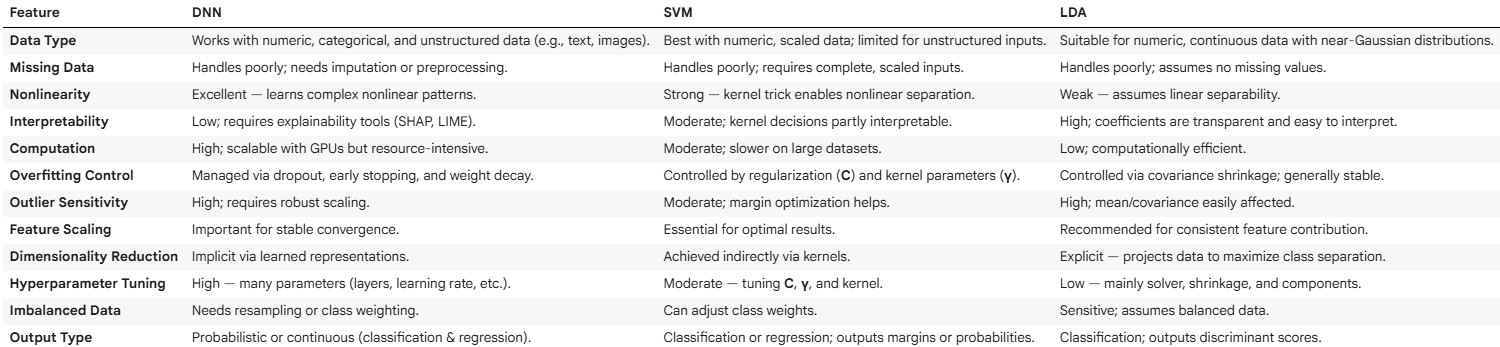 Feature DNN SVM LDA
Data Type Works with numeric, categorical, and unstructured data (e.g., text, images). Best with numeric, scaled data; limited for unstructured inputs. Suitable for numeric, continuous data with near-Gaussian distributions.
Missing Data Handles poorly; needs imputation or preprocessing. Handles poorly; requires complete, scaled inputs. Handles poorly; assumes no missing values.
Nonlinearity Excellent — learns complex nonlinear patterns. Strong — kernel trick enables nonlinear separation. Weak — assumes linear separability.
Interpretability Low; requires explainability tools (SHAP, LIME). Moderate; kernel decisions partly interpretable. High; coefficients are transparent and easy to interpret.
Computation High; scalable with GPUs but resource-intensive. Moderate; slower on large datasets. Low; computationally efficient.
Overfitting Control Managed via dropout, early stopping, and weight decay. Controlled by regularization (C) and kernel parameters (γ). Controlled via covariance shrinkage; generally stable.
Outlier Sensitivity High; requires robust scaling. Moderate; margin optimization helps. High; mean/covariance easily affected.
Feature Scaling Important for stable convergence. Essential for optimal results. Recommended for consistent feature contribution.
Dimensionality Reduction Implicit via learned representations. Achieved indirectly via kernels. Explicit — projects data to maximize class separation.
Hyperparameter Tuning High — many parameters (layers, learning rate, etc.). Moderate — tuning C, γ, and kernel. Low — mainly solver, shrinkage, and components.
Imbalanced Data Needs resampling or class weighting. Can adjust class weights. Sensitive; assumes balanced data.
Output Type Probabilistic or continuous (classification & regression). Classification or regression; outputs margins or probabilities. Classification; outputs discriminant scores.